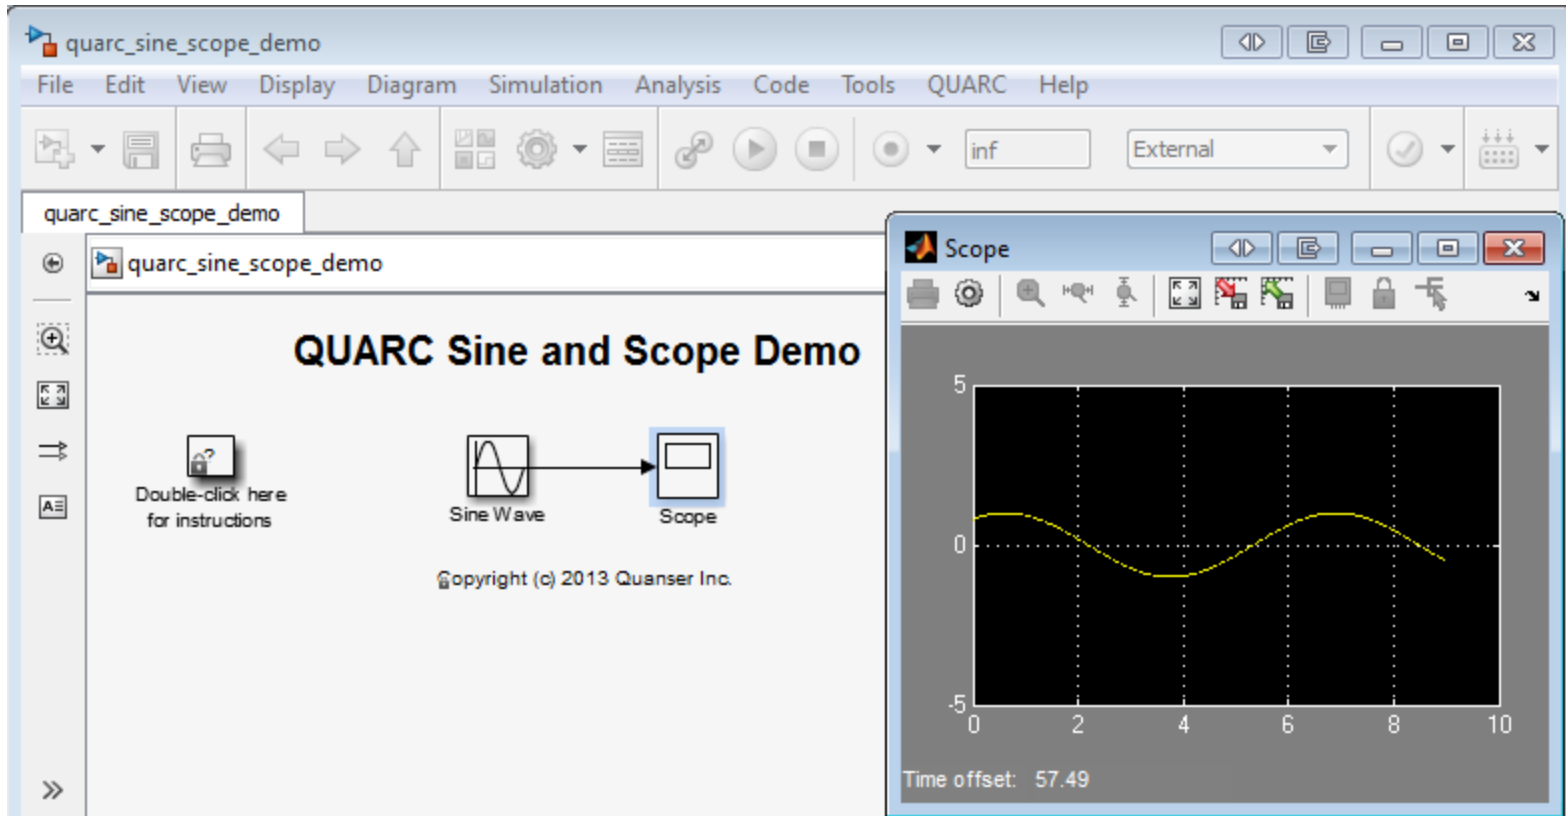 quarc_sine_scope_demo
File Edit View Display Diagram Simulation Analysis Code Tools QUARC Help
inf External
quarc_sine_scope_demo
quarc_sine_scope_demo
QUARC Sine and Scope Demo
?
Double-click here
for instructions
Sine Wave
Scope
Copyright (c) 2013 Quanser Inc.
Scope
5
0
-5
0 2 4 6 8 10
Time offset: 57.49